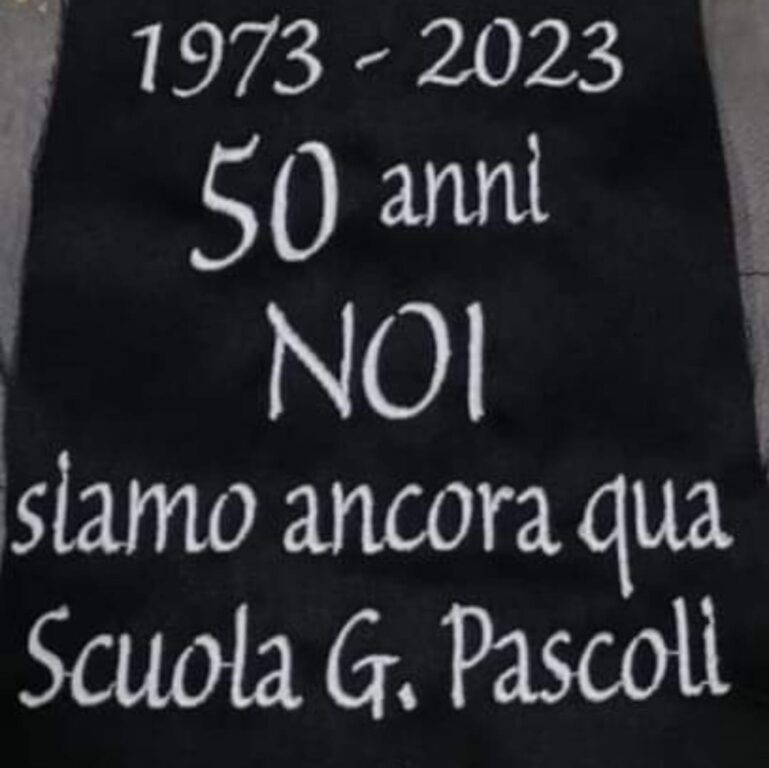 1973 - 2023
50 anni
NOI
siamo ancora qua
Scuola G. Pascoli